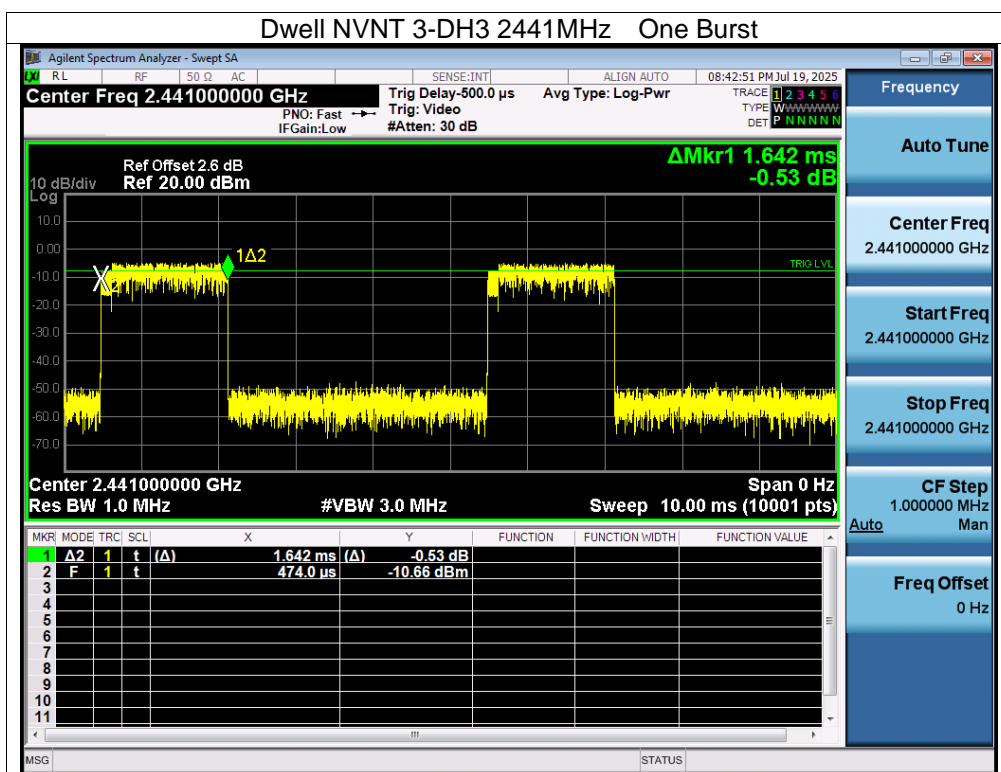 Dwell NVNT 3-DH3 2441MHz One Burst
Agilent Spectrum Analyzer - Swept SA
LXI RL RF 50 Ω AC SENSE:INT ALIGN AUTO 08:42:51 PM Jul 19, 2025
Center Freq 2.441000000 GHz Trig Delay-500.0 µs Avg Type: Log-Pwr TRACE 1 2 3 4 5 6
PNO: Fast Trig: Video TYPE WWWWWW
IFGain:Low #Atten: 30 dB DET P N N N N N
Frequency
Auto Tune
Center Freq
2.441000000 GHz
Start Freq
2.441000000 GHz
Stop Freq
2.441000000 GHz
CF Step
1.000000 MHz
Auto Man
Freq Offset
0 Hz
ΔMkr1 1.642 ms
-0.53 dB
Ref Offset 2.6 dB
10 dB/div Ref 20.00 dBm
Log
10.0
0.00
-10.0
-20.0
-30.0
-40.0
-50.0
-60.0
-70.0
1Δ2
TRIG LVL
2
Center 2.441000000 GHz Span 0 Hz
Res BW 1.0 MHz #VBW 3.0 MHz Sweep 10.00 ms (10001 pts)
MKR MODE TRC SCL X Y FUNCTION FUNCTION WIDTH FUNCTION VALUE
1 Δ2 1 t (Δ) 1.642 ms (Δ) -0.53 dB
2 F 1 t 474.0 µs -10.66 dBm
3
4
5
6
7
8
9
10
11
MSG STATUS